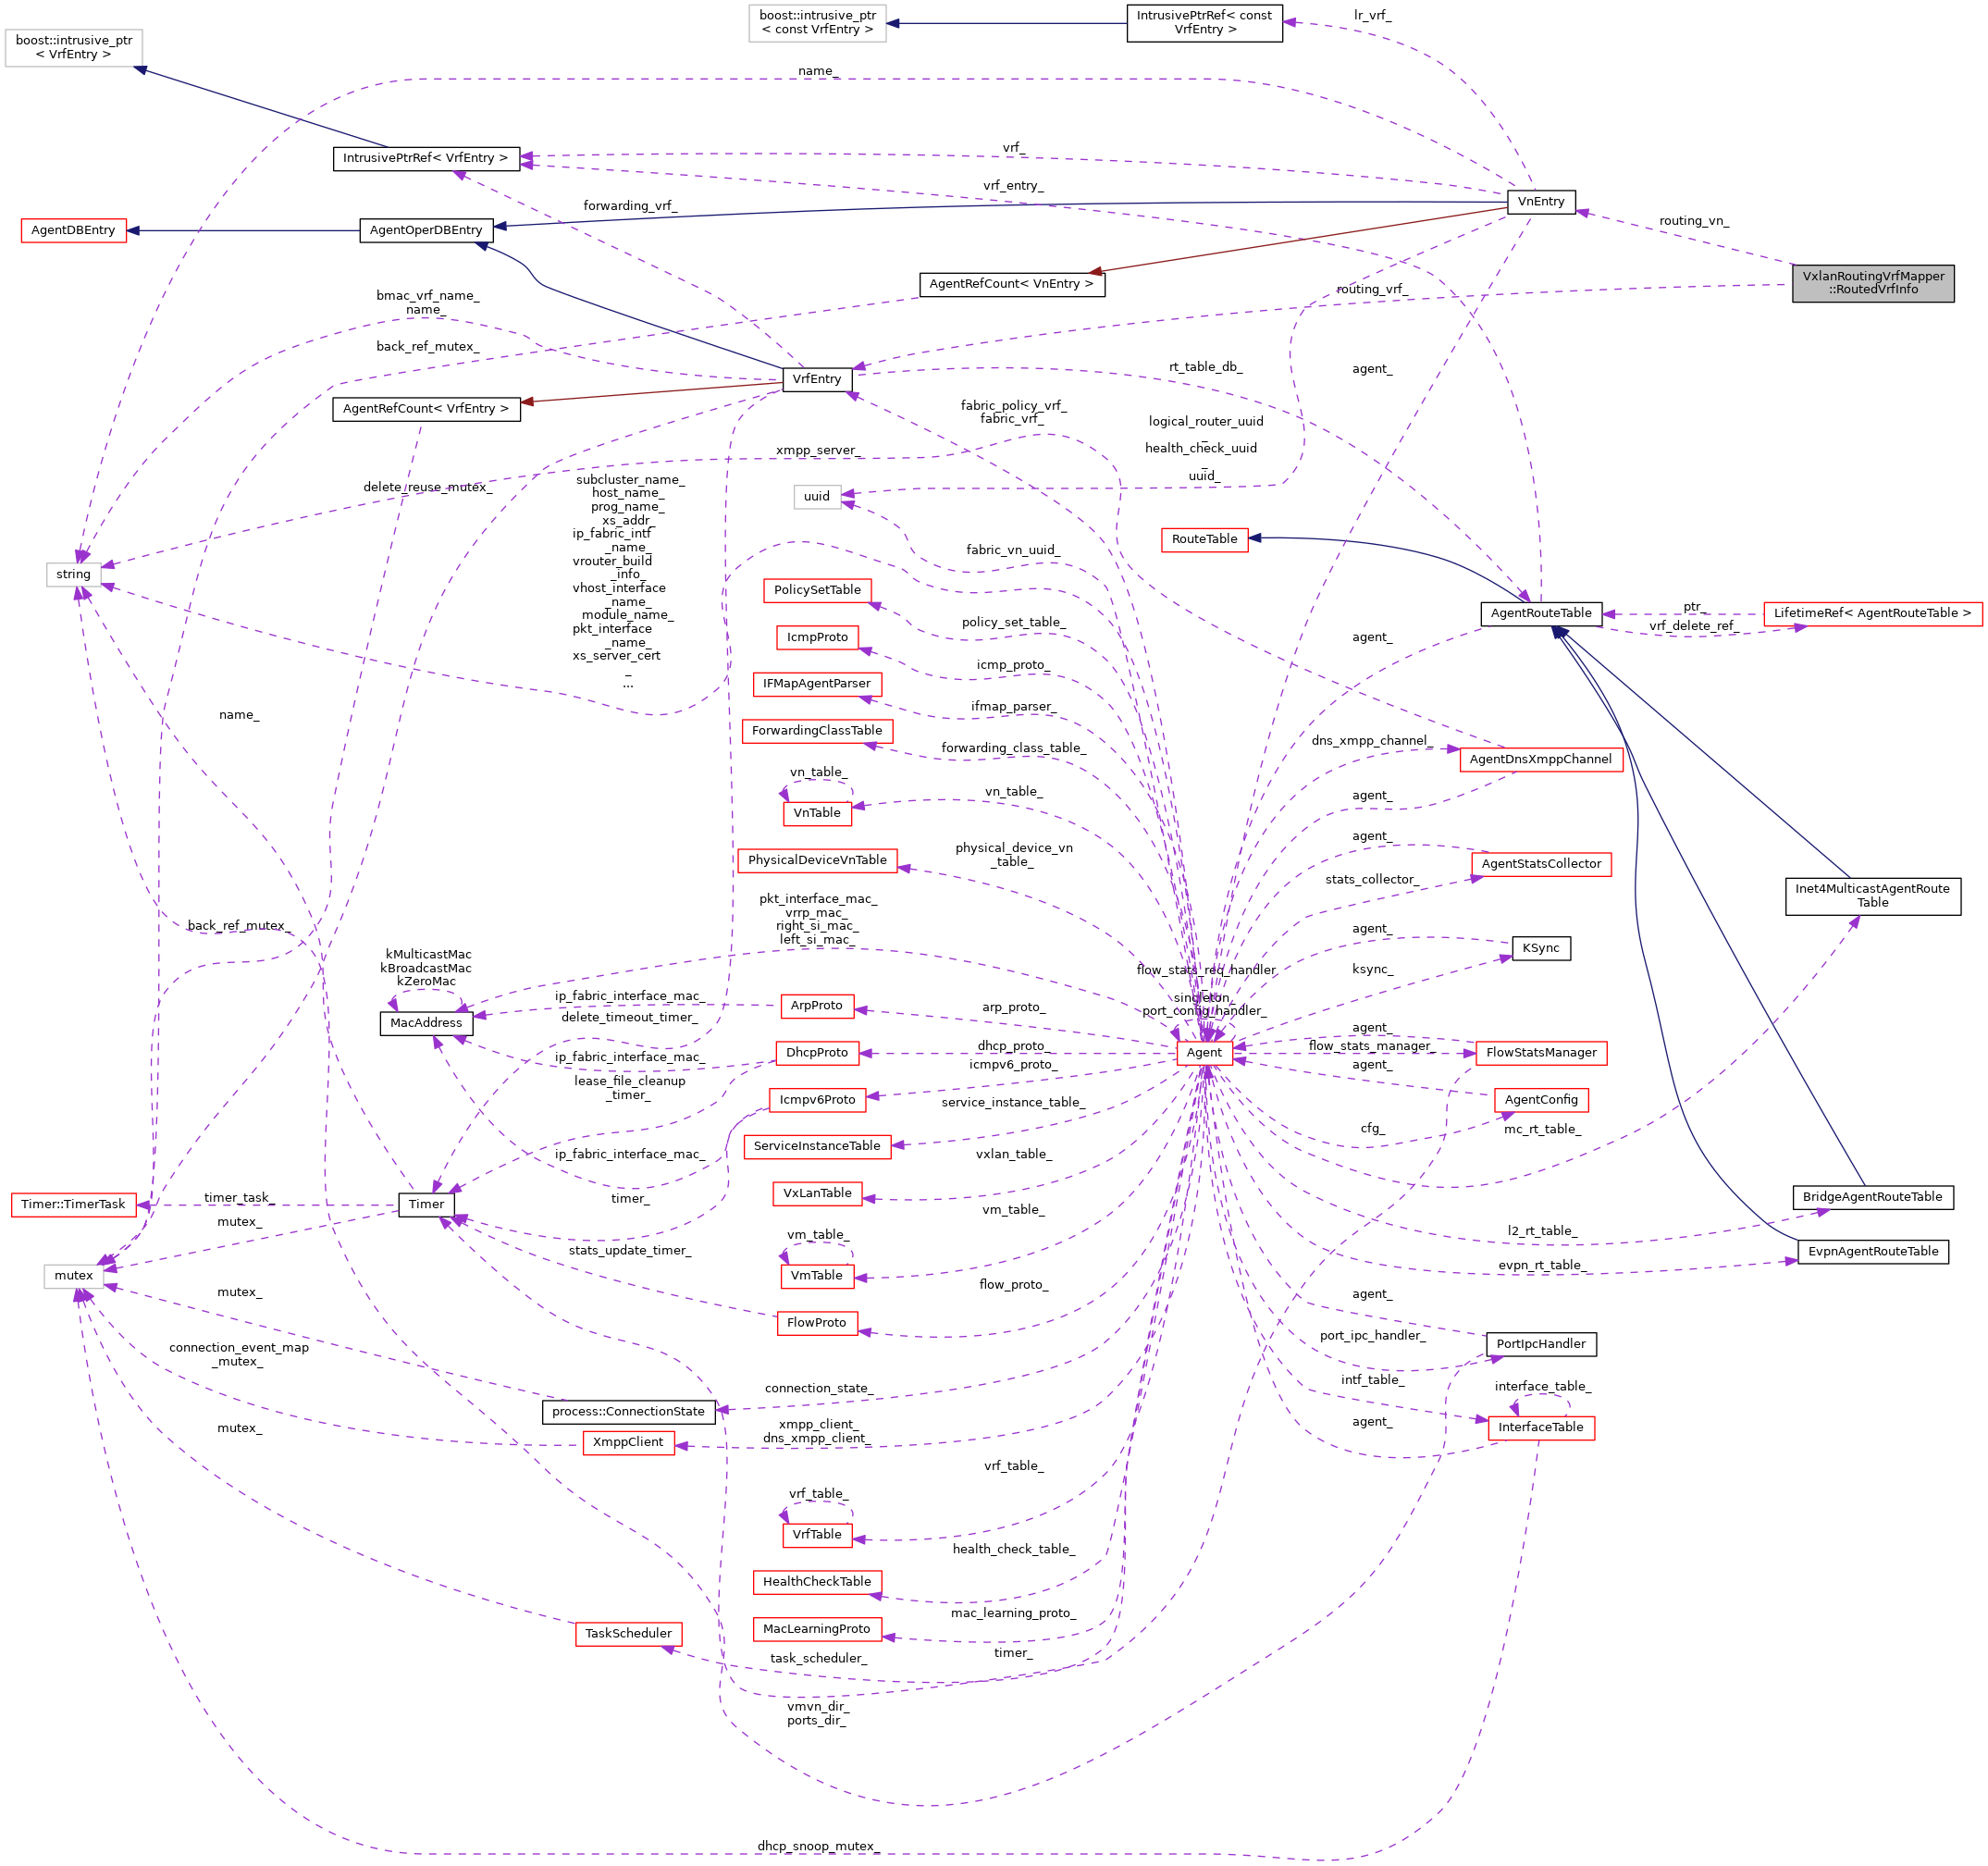 boost::intrusive_ptr
< const VrfEntry >
IntrusivePtrRef< const
VrfEntry >
lr_vrf_
boost::intrusive_ptr
< VrfEntry >
name_
IntrusivePtrRef< VrfEntry >
vrf_
vrf_entry_
VnEntry
forwarding_vrf_
routing_vn_
AgentDBEntry
AgentOperDBEntry
VxlanRoutingVrfMapper
::RoutedVrfInfo
AgentRefCount< VnEntry >
routing_vrf_
bmac_vrf_name_
name_
back_ref_mutex_
VrfEntry
rt_table_db_
agent_
AgentRefCount< VrfEntry >
fabric_policy_vrf_
fabric_vrf_
logical_router_uuid
_
health_check_uuid
_
uuid_
xmpp_server_
delete_reuse_mutex_
subcluster_name_
host_name_
prog_name_
xs_addr_
ip_fabric_intf
_name_
vrouter_build
_info_
vhost_interface
_name_
module_name_
pkt_interface
_name_
xs_server_cert
_
...
uuid
RouteTable
fabric_vn_uuid_
string
PolicySetTable
policy_set_table_
AgentRouteTable
ptr_
vrf_delete_ref_
LifetimeRef< AgentRouteTable >
IcmpProto
icmp_proto_
agent_
IFMapAgentParser
ifmap_parser_
name_
ForwardingClassTable
forwarding_class_table_
dns_xmpp_channel_
AgentDnsXmppChannel
vn_table_
VnTable
vn_table_
agent_
PhysicalDeviceVnTable
physical_device_vn
_table_
agent_
AgentStatsCollector
stats_collector_
Inet4MulticastAgentRoute
Table
back_ref_mutex_
pkt_interface_mac_
vrrp_mac_
right_si_mac_
left_si_mac_
agent_
KSync
ksync_
kMulticastMac
kBroadcastMac
kZeroMac
flow_stats_req_handler
_
singleton_
port_config_handler_
MacAddress
ip_fabric_interface_mac_
ArpProto
arp_proto_
delete_timeout_timer_
agent_
ip_fabric_interface_mac_
DhcpProto
dhcp_proto_
Agent
flow_stats_manager_
FlowStatsManager
icmpv6_proto_
agent_
lease_file_cleanup
_timer_
Icmpv6Proto
service_instance_table_
AgentConfig
cfg_
mc_rt_table_
ServiceInstanceTable
ip_fabric_interface_mac_
vxlan_table_
Timer::TimerTask
timer_task_
Timer
timer_
VxLanTable
BridgeAgentRouteTable
mutex_
vm_table_
l2_rt_table_
vm_table_
stats_update_timer_
EvpnAgentRouteTable
evpn_rt_table_
mutex
VmTable
mutex_
flow_proto_
agent_
FlowProto
port_ipc_handler_
PortIpcHandler
connection_event_map
_mutex_
connection_state_
intf_table_
interface_table_
process::ConnectionState
mutex_
xmpp_client_
dns_xmpp_client_
agent_
InterfaceTable
XmppClient
vrf_table_
vrf_table_
VrfTable
health_check_table_
HealthCheckTable
mac_learning_proto_
MacLearningProto
TaskScheduler
task_scheduler_
timer_
vmvn_dir_
ports_dir_
dhcp_snoop_mutex_